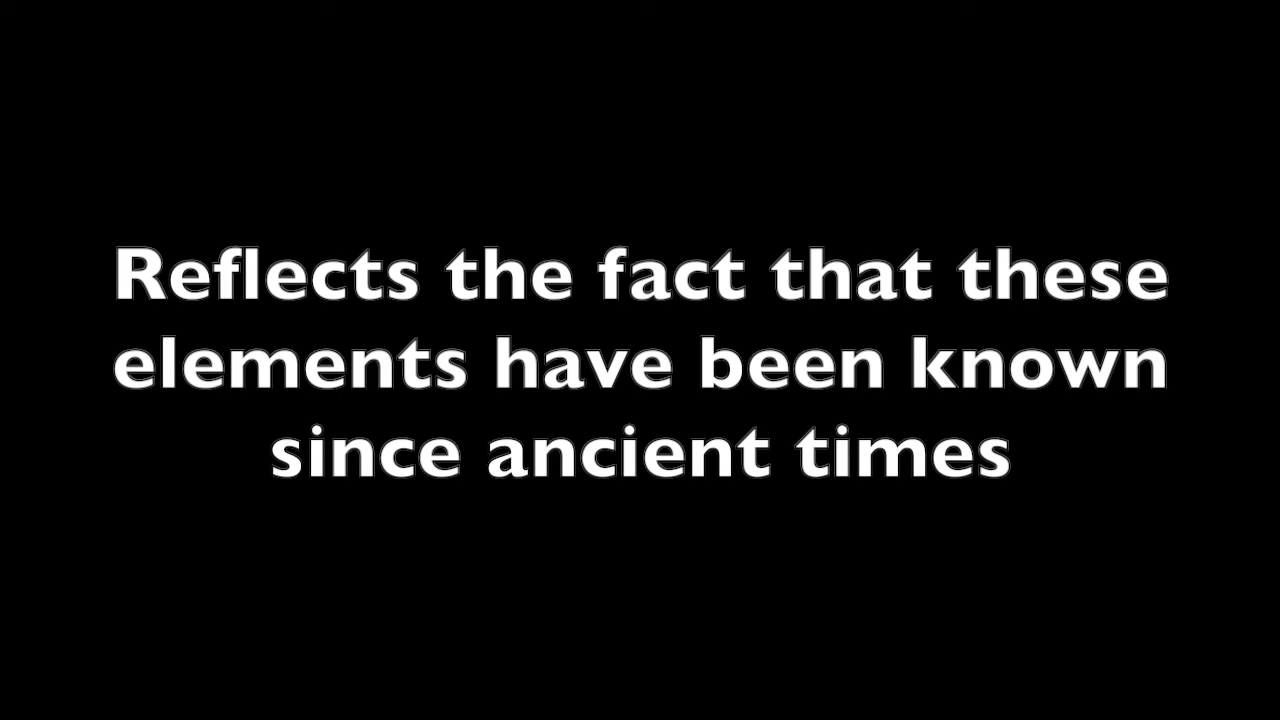 Reflects the fact that these
elements have been known
since ancient times